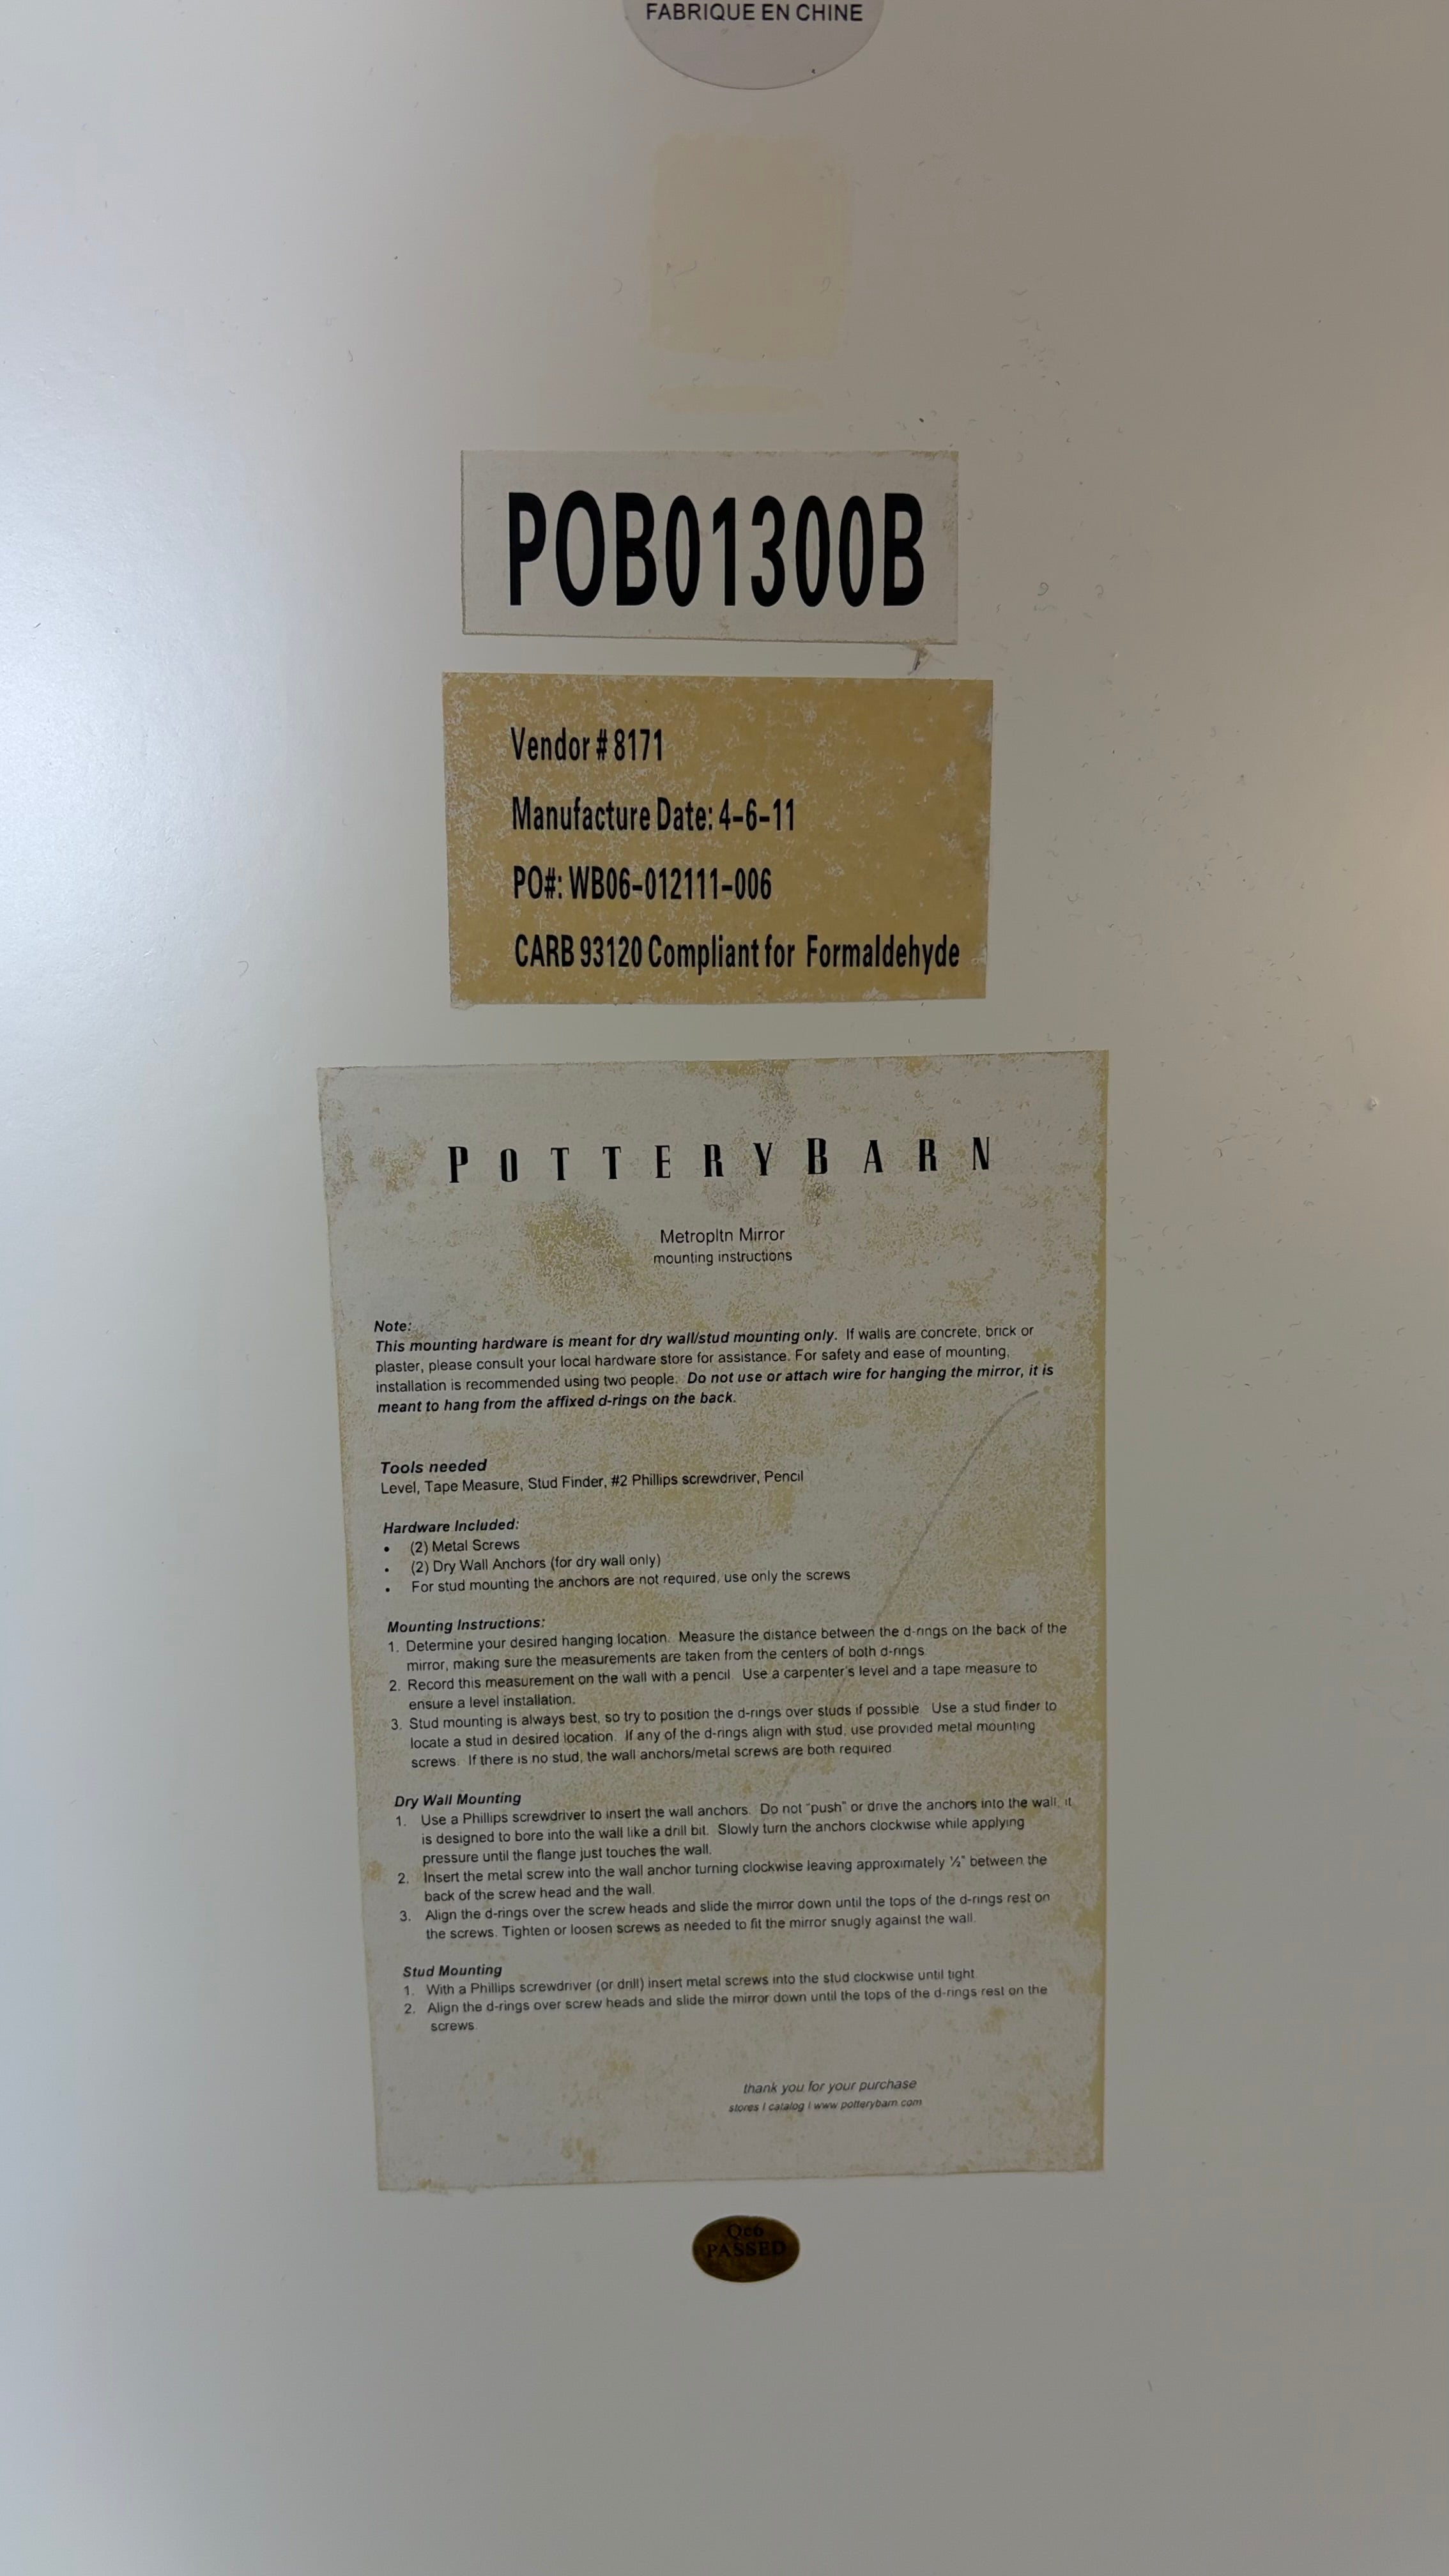 FABRIQUE EN CHINE
POB01300B
Vendor # 8171
Manufacture Date: 4-6-11
PO#: WB06-012111-006
CARB 93120 Compliant for Formaldehyde
POTTERYBARN
Metropltn Mirror
mounting instructions
Note:
This mounting hardware is meant for dry wall/stud mounting only. If walls are concrete, brick or
plaster, please consult your local hardware store for assistance. For safety and ease of mounting,
installation is recommended using two people. Do not use or attach wire for hanging the mirror, it is
meant to hang from the affixed d-rings on the back.
Tools needed
Level, Tape Measure, Stud Finder, #2 Phillips screwdriver, Pencil
Hardware Included:
• (2) Metal Screws
• (2) Dry Wall Anchors (for dry wall only)
• For stud mounting the anchors are not required, use only the screws
Mounting Instructions:
1. Determine your desired hanging location. Measure the distance between the d-rings on the back of the
mirror, making sure the measurements are taken from the centers of both d-rings
2. Record this measurement on the wall with a pencil. Use a carpenter's level and a tape measure to
ensure a level installation.
3. Stud mounting is always best, so try to position the d-rings over studs if possible. Use a stud finder to
locate a stud in desired location. If any of the d-rings align with stud, use provided metal mounting
screws. If there is no stud, the wall anchors/metal screws are both required.
Dry Wall Mounting
1. Use a Phillips screwdriver to insert the wall anchors. Do not "push" or drive the anchors into the wall, it
is designed to bore into the wall like a drill bit. Slowly turn the anchors clockwise while applying
pressure until the flange just touches the wall.
2. Insert the metal screw into the wall anchor turning clockwise leaving approximately ½" between the
back of the screw head and the wall.
3. Align the d-rings over the screw heads and slide the mirror down until the tops of the d-rings rest on
the screws. Tighten or loosen screws as needed to fit the mirror snugly against the wall.
Stud Mounting
1. With a Phillips screwdriver (or drill) insert metal screws into the stud clockwise until tight.
2. Align the d-rings over screw heads and slide the mirror down until the tops of the d-rings rest on the
screws.
thank you for your purchase
stores | catalog | www.potterybarn.com
Qc6
PASSED